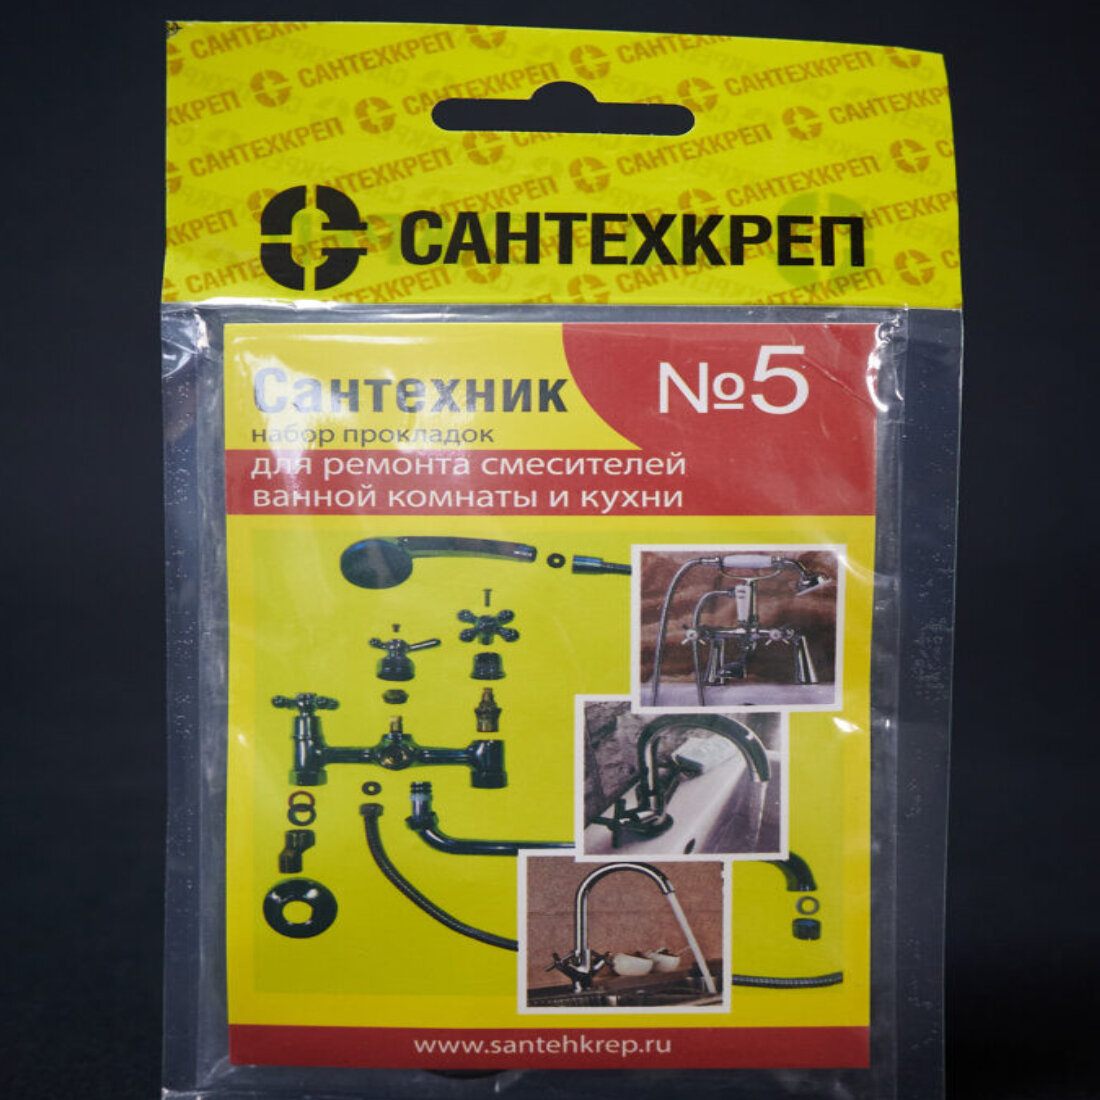 САНТЕХКРЕП
Сантехник
№5
набор прокладок
для ремонта смесителей
ванной комнаты и кухни
www.santehkrep.ru